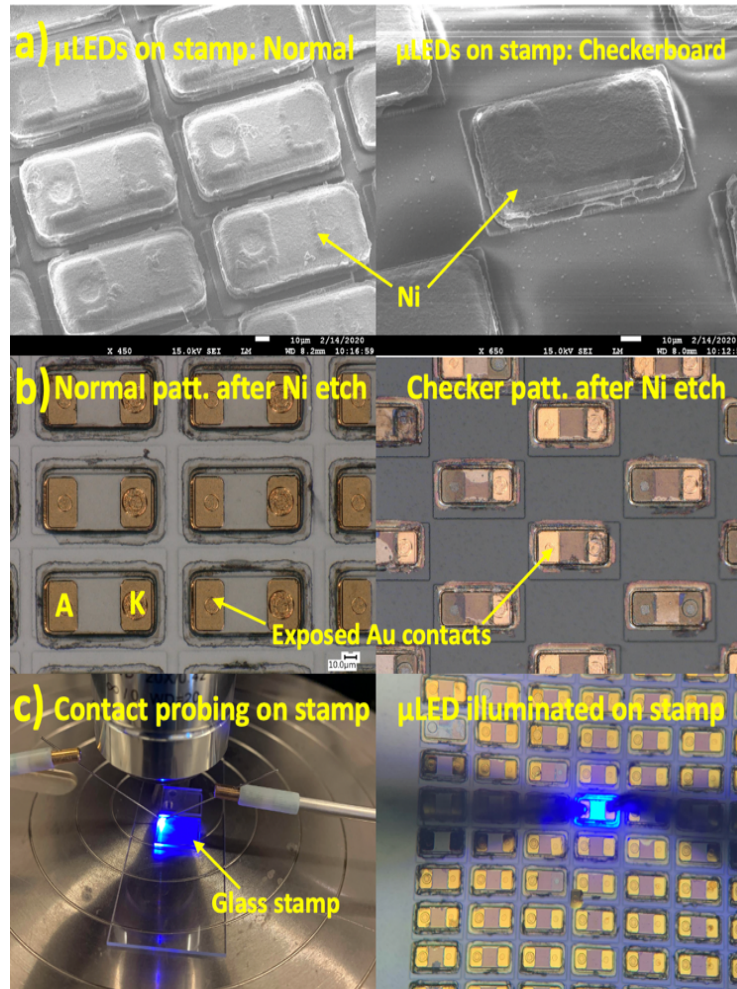 a) µLEDs on stamp: Normal
µLEDs on stamp: Checkerboard
Ni
10µm 2/14/2020
X 450 15.0kV SEI LM WD 8.2mm 10:16:59
10µm 2/14/2020
X 650 15.0kV SEI LM WD 8.0mm 10:12:
b) Normal patt. after Ni etch
Checker patt. after Ni etch
A K
Exposed Au contacts
10.0µm
c) Contact probing on stamp
µLED illuminated on stamp
Glass stamp